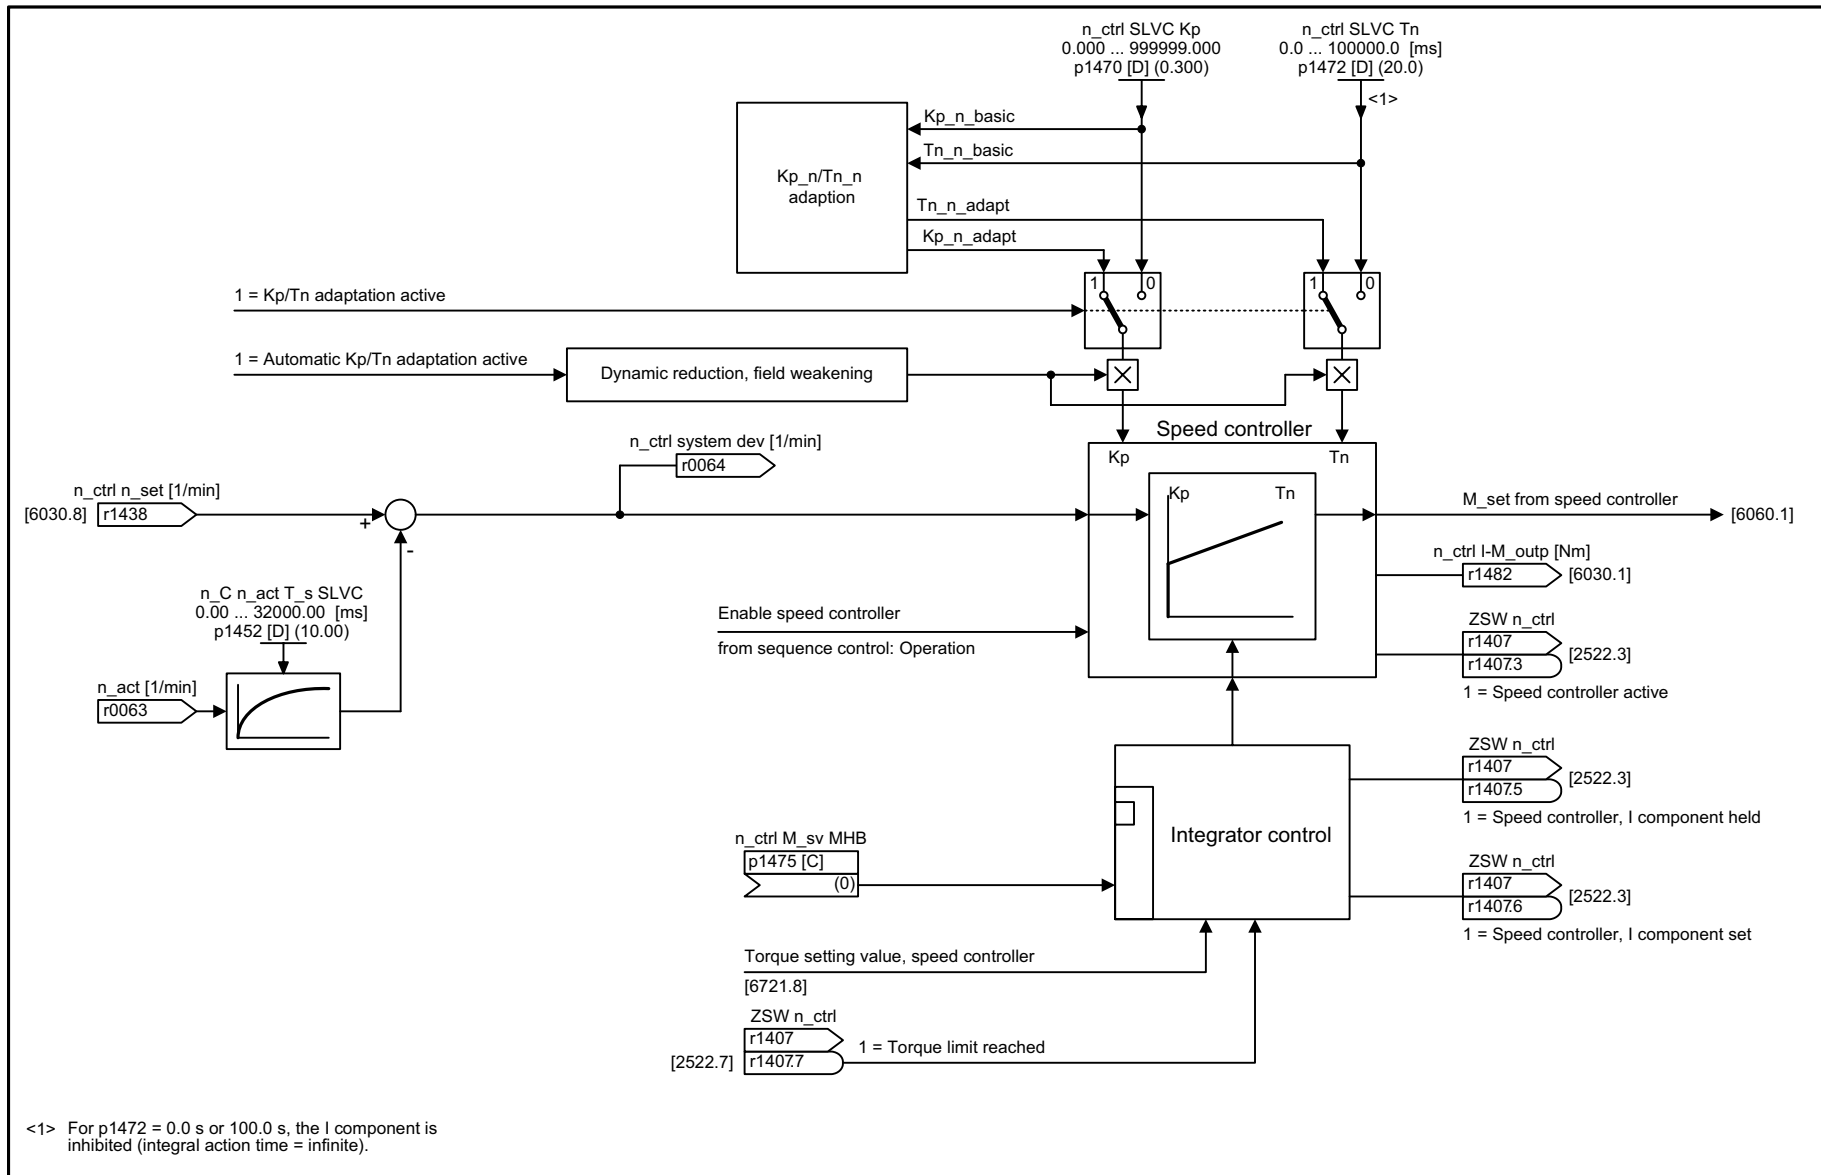 n_ctrl SLVC Kp
0.000 ... 999999.000
p1470 [D] (0.300)
n_ctrl SLVC Tn
0.0 ... 100000.0 [ms]
p1472 [D] (20.0)
<1>
Kp_n_basic
Tn_n_basic
Kp_n/Tn_n
adaption
Tn_n_adapt
Kp_n_adapt
1 0
1 0
1 = Kp/Tn adaptation active
1 = Automatic Kp/Tn adaptation active
Dynamic reduction, field weakening
Speed controller
n_ctrl system dev [1/min]
r0064
Kp Tn
Kp Tn
n_ctrl n_set [1/min]
[6030.8] r1438
+
-
M_set from speed controller
[6060.1]
n_ctrl I-M_outp [Nm]
r1482 [6030.1]
n_C n_act T_s SLVC
0.00 ... 32000.00 [ms]
p1452 [D] (10.00)
Enable speed controller
from sequence control: Operation
ZSW n_ctrl
r1407
r1407.3
[2522.3]
1 = Speed controller active
n_act [1/min]
r0063
ZSW n_ctrl
r1407
r1407.5
[2522.3]
1 = Speed controller, I component held
Integrator control
n_ctrl M_sv MHB
p1475 [C]
(0)
ZSW n_ctrl
r1407
r1407.6
[2522.3]
1 = Speed controller, I component set
Torque setting value, speed controller
[6721.8]
ZSW n_ctrl
r1407
[2522.7] r1407.7
1 = Torque limit reached
<1> For p1472 = 0.0 s or 100.0 s, the I component is
inhibited (integral action time = infinite).